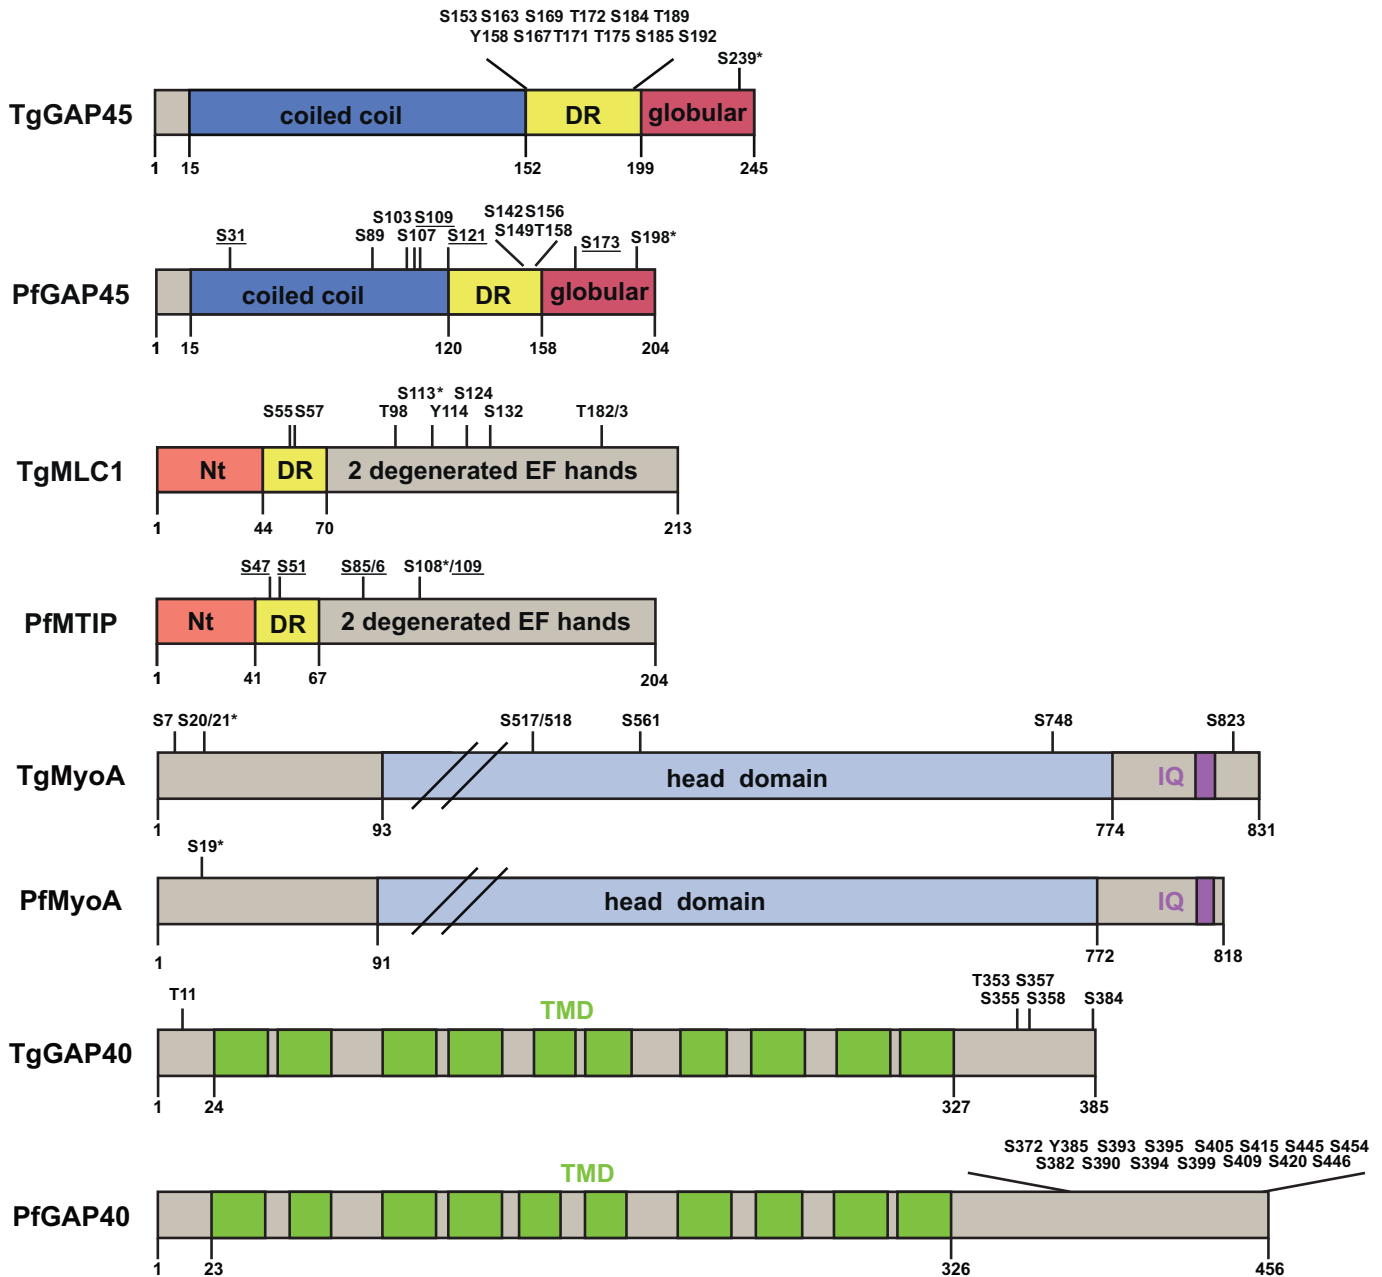 S153 S163 S169 T172 S184 T189
Y158 S167 T171 T175 S185 S192
S239*
TgGAP45
coiled coil
DR
globular
1 15 152 199 245
S103 S109 S142 S156
S31 S89 S107 S121 S149 T158 S173 S198*
PfGAP45
coiled coil
DR
globular
1 15 120 158 204
S113* S124
S55 S57 T98 Y114 S132 T182/3
TgMLC1
Nt
DR
2 degenerated EF hands
1 44 70 213
S47 S51 S85/6 S108*/109
PfMTIP
Nt
DR
2 degenerated EF hands
1 41 67 204
S7 S20/21* S517/518 S561 S748 S823
TgMyoA
head domain
IQ
1 93 774 831
S19*
PfMyoA
head domain
IQ
1 91 772 818
T353 S357
T11 S355 S358 S384
TMD
TgGAP40
1 24 327 385
S372 Y385 S393 S395 S405 S415 S445 S454
S382 S390 S394 S399 S409 S420 S446
TMD
PfGAP40
1 23 326 456